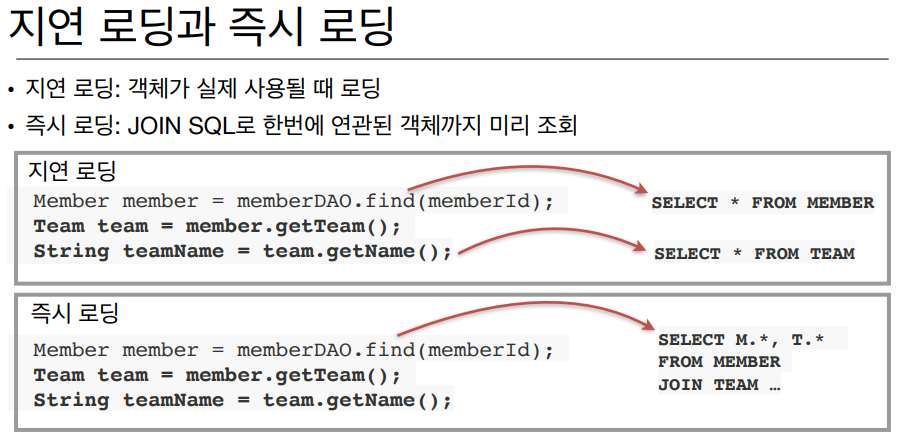 지연 로딩과 즉시 로딩
• 지연 로딩: 객체가 실제 사용될 때 로딩
• 즉시 로딩: JOIN SQL로 한번에 연관된 객체까지 미리 조회
지연 로딩
Member member = memberDAO.find(memberId);
Team team = member.getTeam();
String teamName = team.getName();
SELECT * FROM MEMBER
SELECT * FROM TEAM
즉시 로딩
Member member = memberDAO.find(memberId);
Team team = member.getTeam();
String teamName = team.getName();
SELECT M.*, T.*
FROM MEMBER
JOIN TEAM …